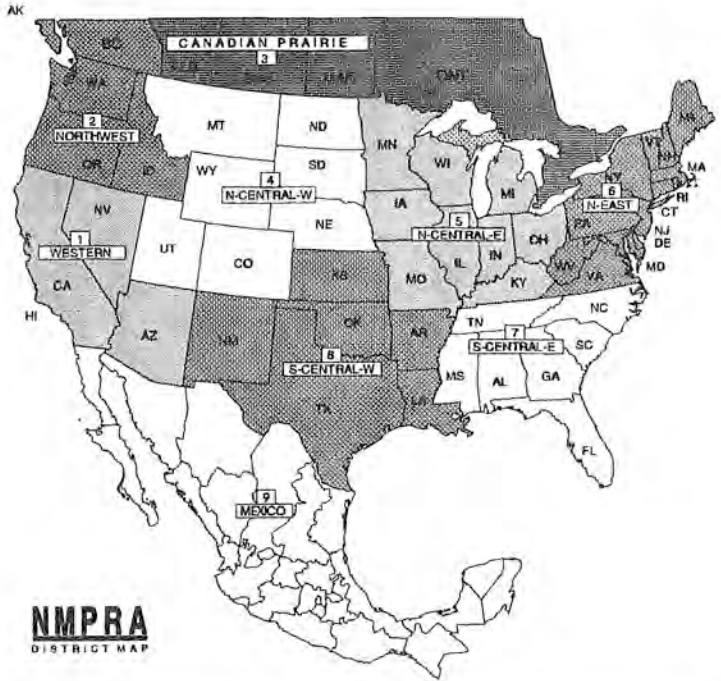 AK
CANADIAN PRAIRIE
3
BC
ONT
WA
2
NORTHWEST
OR
ID
MT
ND
MN
WI
MI
ME
VT
NH
MA
NY
6
N-EAST
RI
CT
WY
SD
4
N-CENTRAL-W
IA
5
N-CENTRAL-E
PA
NJ
DE
MD
NV
1
WESTERN
UT
NE
CO
IL
IN
OH
WV
VA
MO
KY
CA
HI
AZ
NM
KS
OK
AR
TN
NC
7
S-CENTRAL-E
SC
8
S-CENTRAL-W
TX
LA
MS
AL
GA
FL
9
MEXICO
NMPRA
DISTRICT MAP